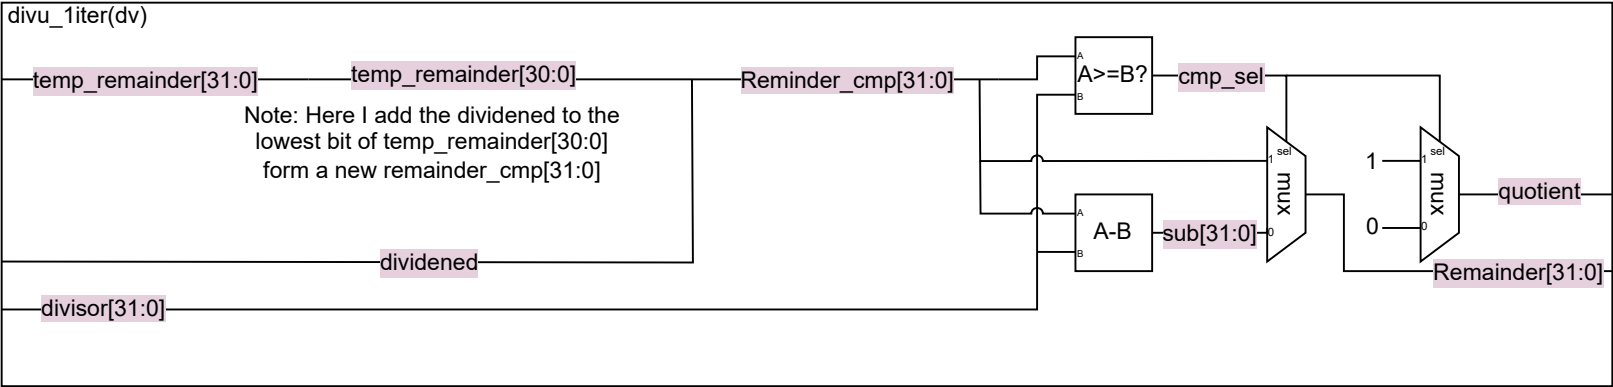 divu_1iter(dv)
temp_remainder[31:0]
temp_remainder[30:0]
Reminder_cmp[31:0]
Note: Here I add the dividened to the
lowest bit of temp_remainder[30:0]
form a new remainder_cmp[31:0]
dividened
divisor[31:0]
A
A>=B?
B
cmp_sel
A
A-B
B
sub[31:0]
sel
1
mux
0
1
0
sel
1
mux
0
quotient
Remainder[31:0]